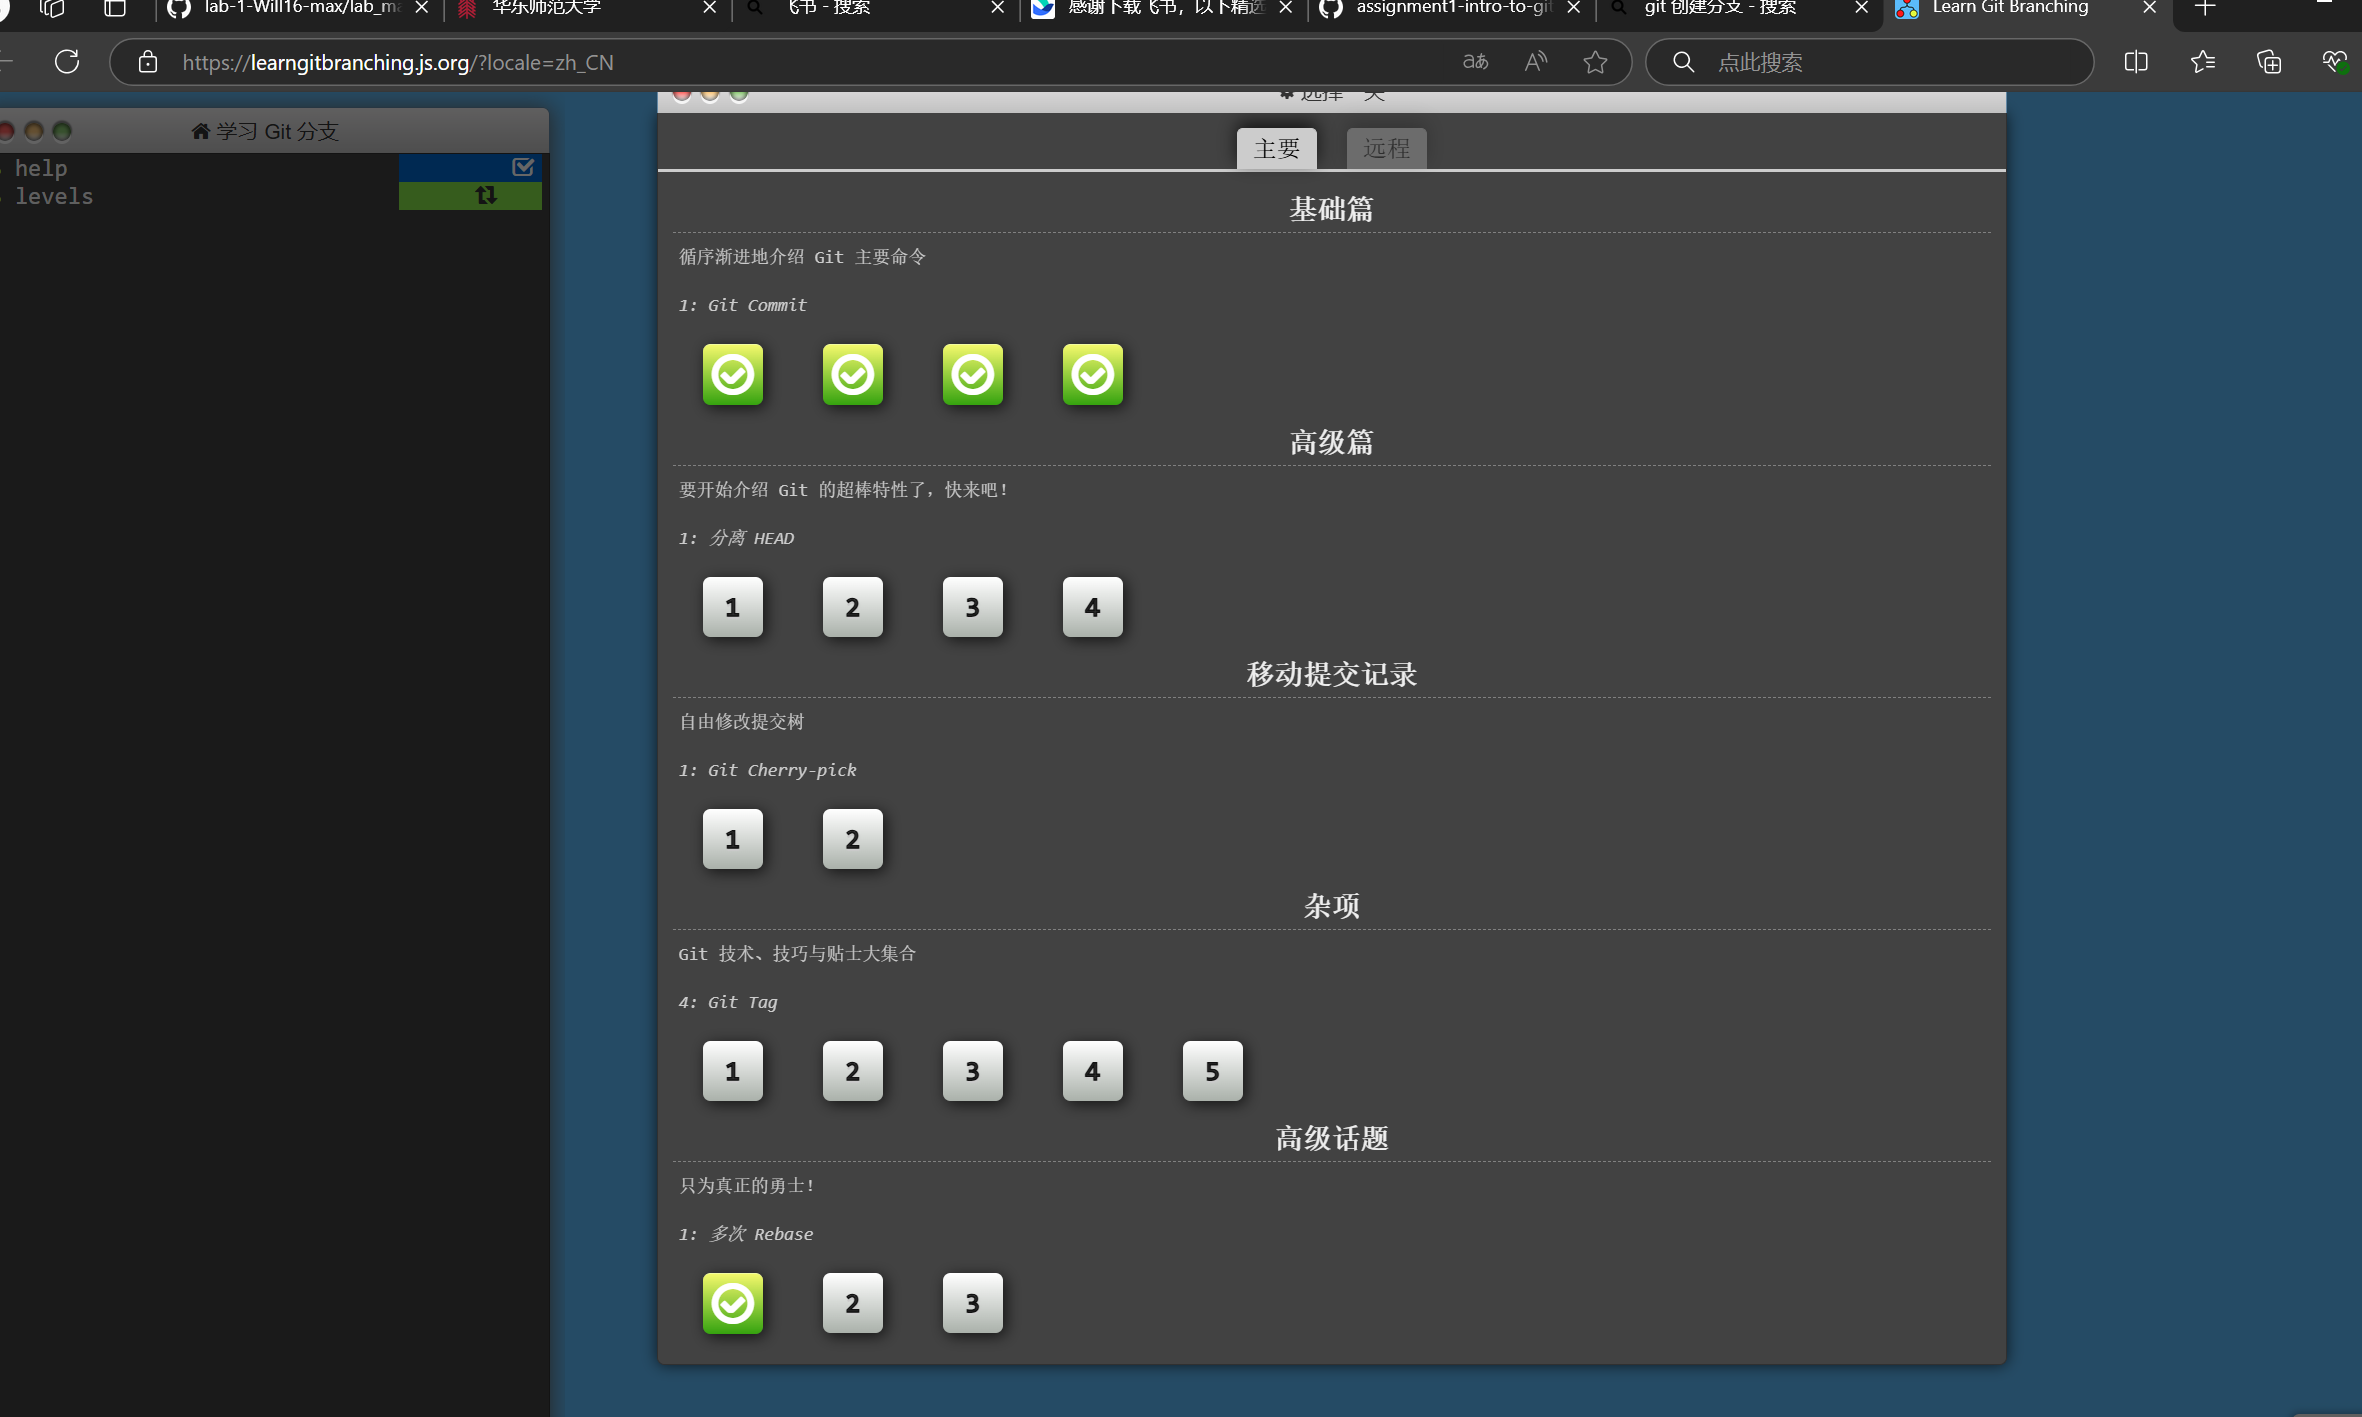 lab-1-Will16-max/lab_ma
华东师范大学
飞书 - 搜索
感谢下载飞书，以下精选
assignment1-intro-to-git
git 创建分支 - 搜索
Learn Git Branching
https://learngitbranching.js.org/?locale=zh_CN
点此搜索
学习 Git 分支
help
levels
选择一关
主要
远程
基础篇
循序渐进地介绍 Git 主要命令
1: Git Commit
高级篇
要开始介绍 Git 的超棒特性了，快来吧！
1: 分离 HEAD
1 2 3 4
移动提交记录
自由修改提交树
1: Git Cherry-pick
1 2
杂项
Git 技术、技巧与贴士大集合
4: Git Tag
1 2 3 4 5
高级话题
只为真正的勇士！
1: 多次 Rebase
2 3